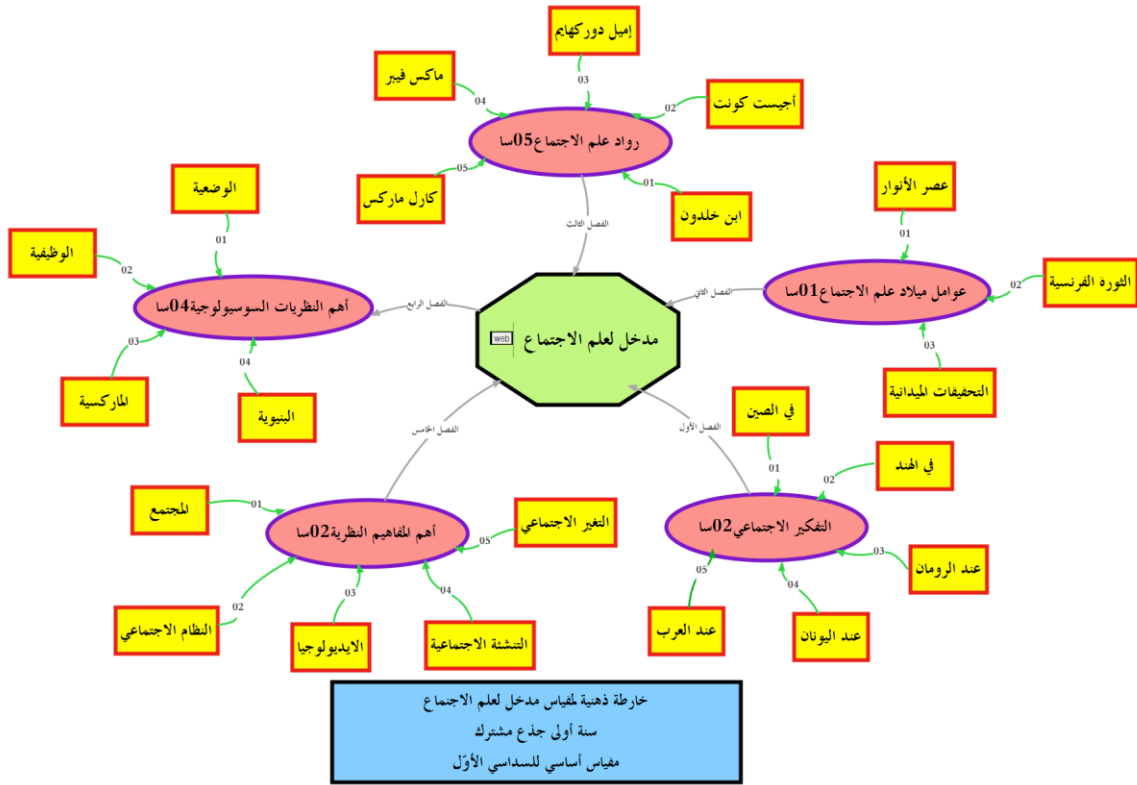 إميل دوركهايم
03
ماكس فيبر
04
أجيست كونت
02
رواد علم الاجتماع05سا
كارل ماركس
05
ابن خلدون
01
الفصل الثالث
عصر الأنوار
01
الثورة الفرنسية
02
عوامل ميلاد علم الاجتماع01سا
التحقيقات الميدانية
03
الفصل الثاني
الوضعية
01
الوظيفية
02
أهم النظريات السوسيولوجية04سا
الماركسية
03
البنيوية
04
الفصل الرابع
مدخل لعلم الاجتماع
web
في الصين
01
في الهند
02
التفكير الاجتماعي02سا
عند الرومان
03
عند اليونان
04
عند العرب
05
الفصل الأول
الفصل الخامس
المجتمع
01
أهم المفاهيم النظرية02سا
التغير الاجتماعي
05
النظام الاجتماعي
02
الايديولوجيا
03
التنشئة الاجتماعية
04
خارطة ذهنية لمقياس مدخل لعلم الاجتماع
سنة أولى جذع مشترك
مقياس أساسي للسداسي الأوّل